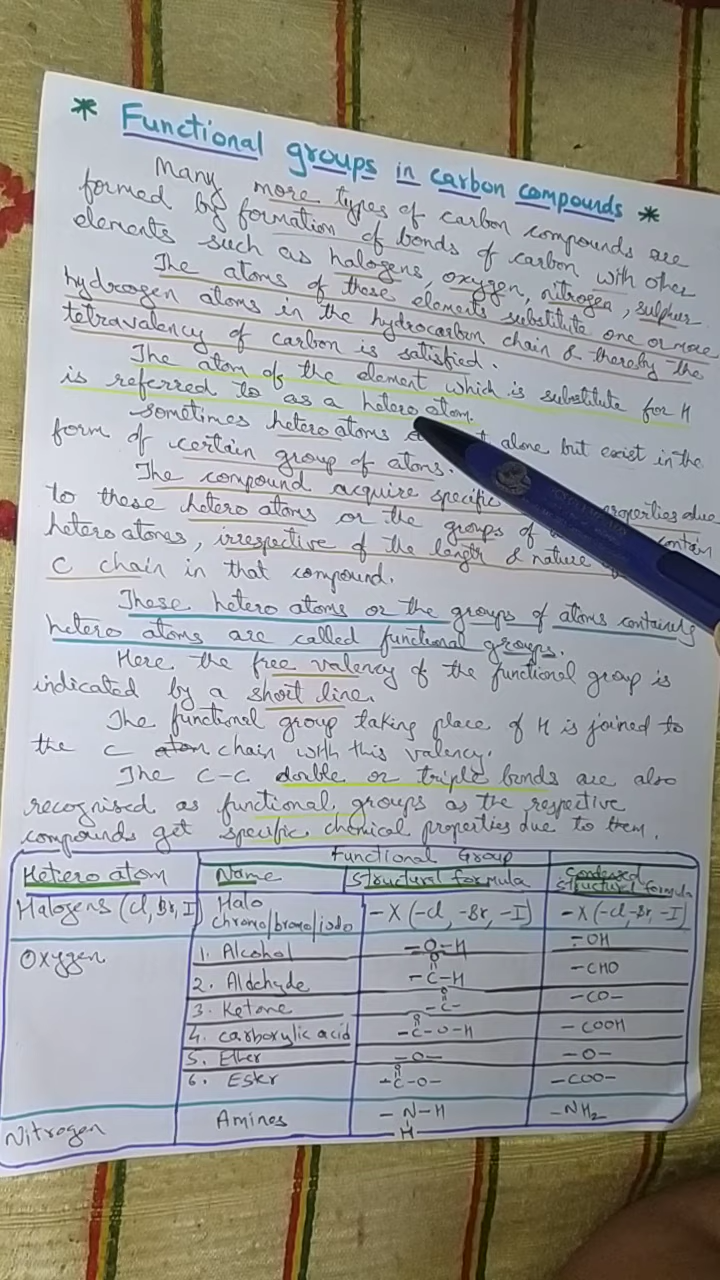 * Functional groups in carbon compounds *
Many more types of carbon compounds are
formed by formation of bonds of carbon with other
elements such as halogens, oxygen, nitrogen, sulphur.
The atoms of these elements substitute one or more
hydrogen atoms in the hydrocarbon chain & thereby the
tetravalency of carbon is satisfied.
The atom of the element which is substitute for H
is referred to as a hetero atom.
Sometimes hetero atoms alone but exist in the
form of certain group of atoms.
The compound acquire specific properties due
to these hetero atoms or the groups of contain
hetero atoms, irrespective of the length & nature
C chain in that compound.
These hetero atoms or the groups of atoms containing
hetero atoms are called functional groups.
Here the free valency of the functional group is
indicated by a short line.
The functional group taking place of H is joined to
the C chain with this valency.
The C-C double or triple bonds are also
recognised as functional groups as the respective
compounds get specific chemical properties due to them.
Functional Group
Hetero atom Name Structural formula Condensed structural formula
Halogens (Cl, Br, I) Halo chromo/bromo/iodo -X (-Cl, -Br, -I) -X (-Cl, -Br, -I)
Oxygen 1. Alcohol -O-H -OH
2. Aldehyde O -C-H -CHO
3. Ketone O -C- -CO-
4. Carboxylic acid O -C-O-H -COOH
5. Ether -O- -O-
6. Ester O -C-O- -COO-
Nitrogen Amines -N-H -NH₂
H